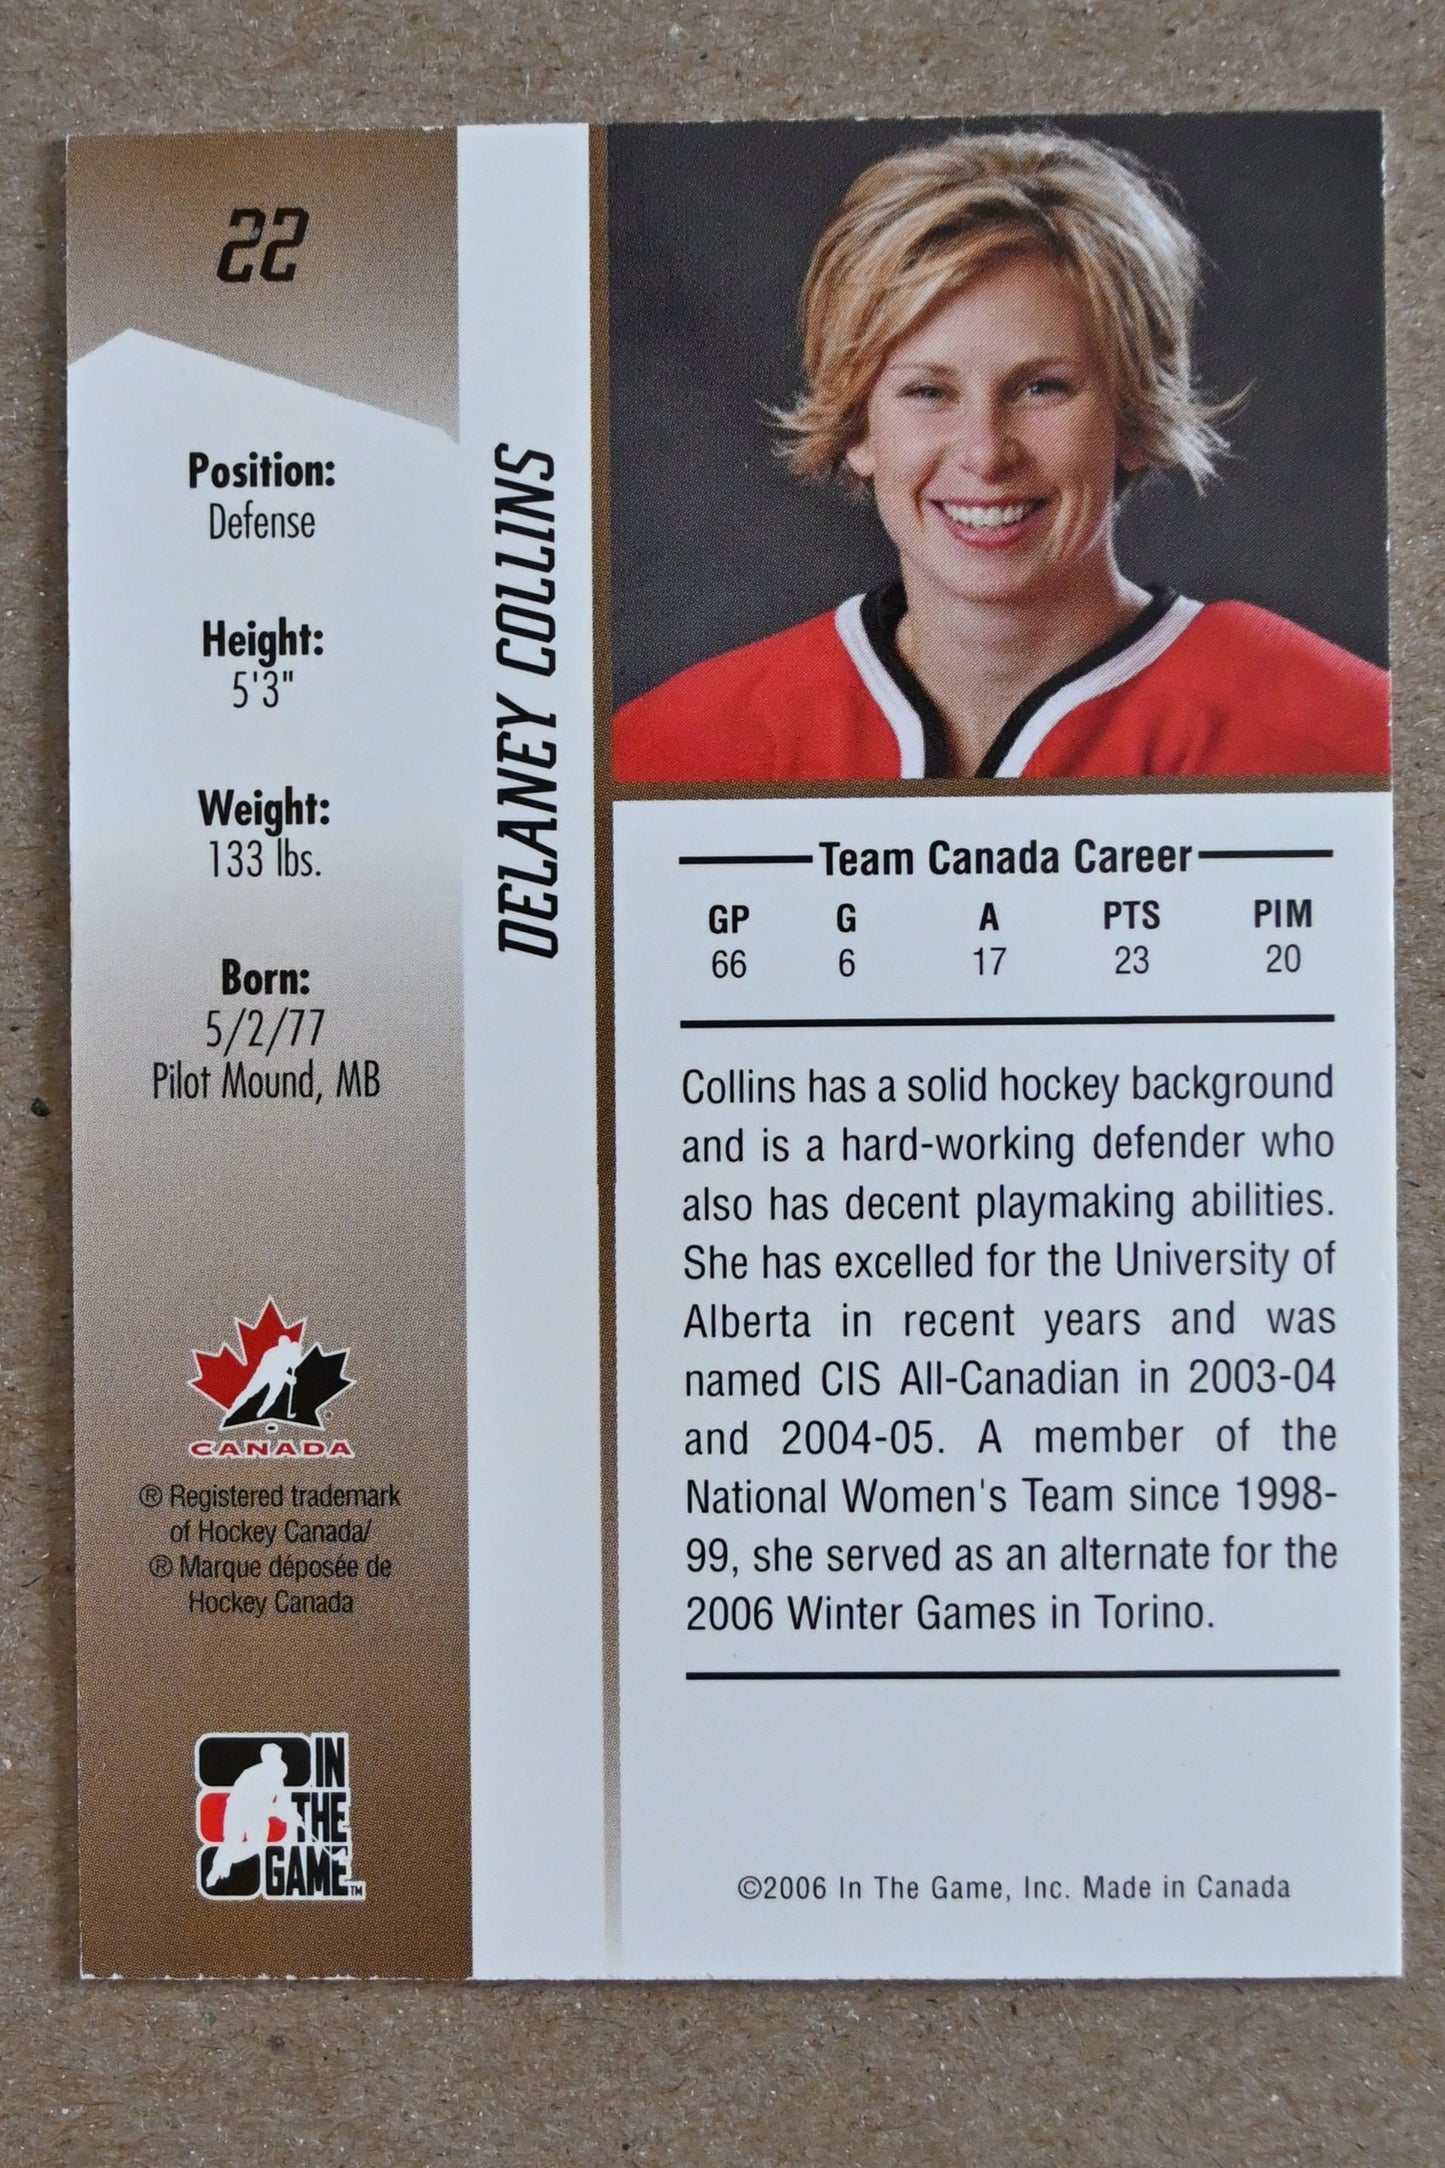 22
Position:
Defense
Height:
5'3"
Weight:
133 lbs.
Born:
5/2/77
Pilot Mound, MB
CANADA
® Registered trademark
of Hockey Canada/
® Marque déposée de
Hockey Canada
IN
THE
GAME™
DELANEY COLLINS
Team Canada Career
GP G A PTS PIM
66 6 17 23 20
Collins has a solid hockey background
and is a hard-working defender who
also has decent playmaking abilities.
She has excelled for the University of
Alberta in recent years and was
named CIS All-Canadian in 2003-04
and 2004-05. A member of the
National Women's Team since 1998-
99, she served as an alternate for the
2006 Winter Games in Torino.
©2006 In The Game, Inc. Made in Canada